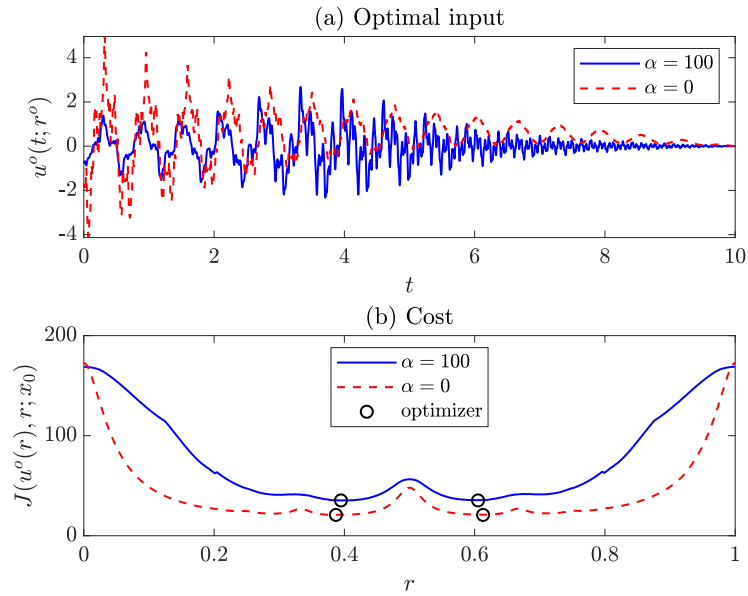 (a) Optimal input
u^o(t; r^o)
4
2
0
-2
-4
α = 100
α = 0
0 2 4 6 8 10
t
(b) Cost
J(u^o(r), r; x_0)
200
100
0
α = 100
α = 0
optimizer
0 0.2 0.4 0.6 0.8 1
r